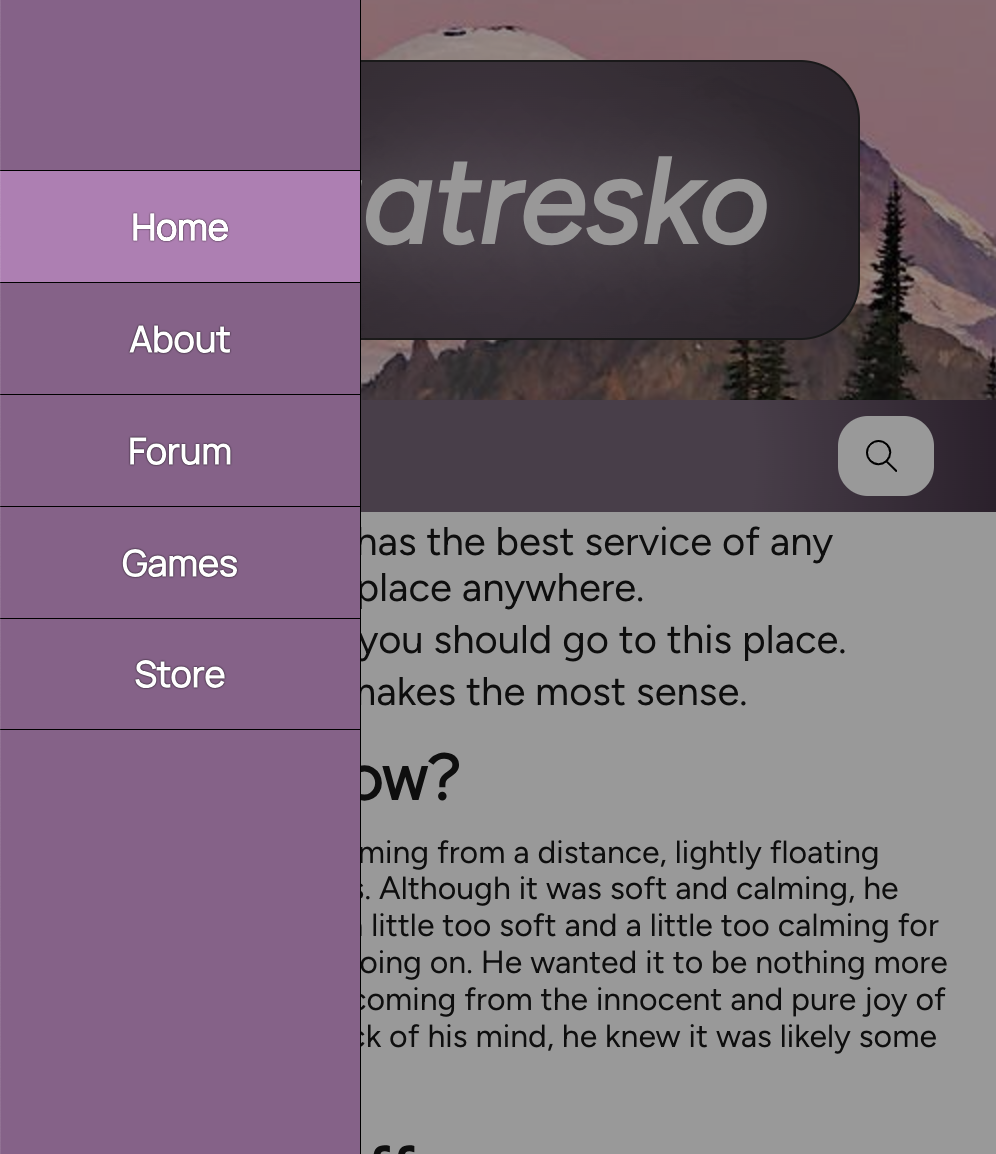 Home
About
Forum
Games
Store
atresko
has the best service of any
place anywhere.
you should go to this place.
makes the most sense.
ow?
ming from a distance, lightly floating
s. Although it was soft and calming, he
little too soft and a little too calming for
oing on. He wanted it to be nothing more
coming from the innocent and pure joy of
ck of his mind, he knew it was likely some